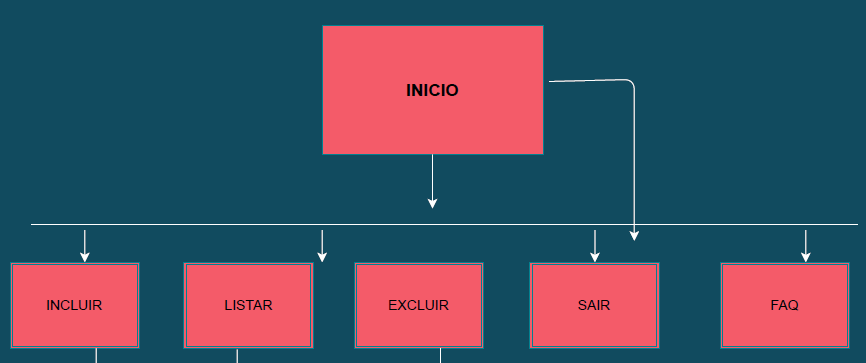 INICIO
INCLUIR
LISTAR
EXCLUIR
SAIR
FAQ